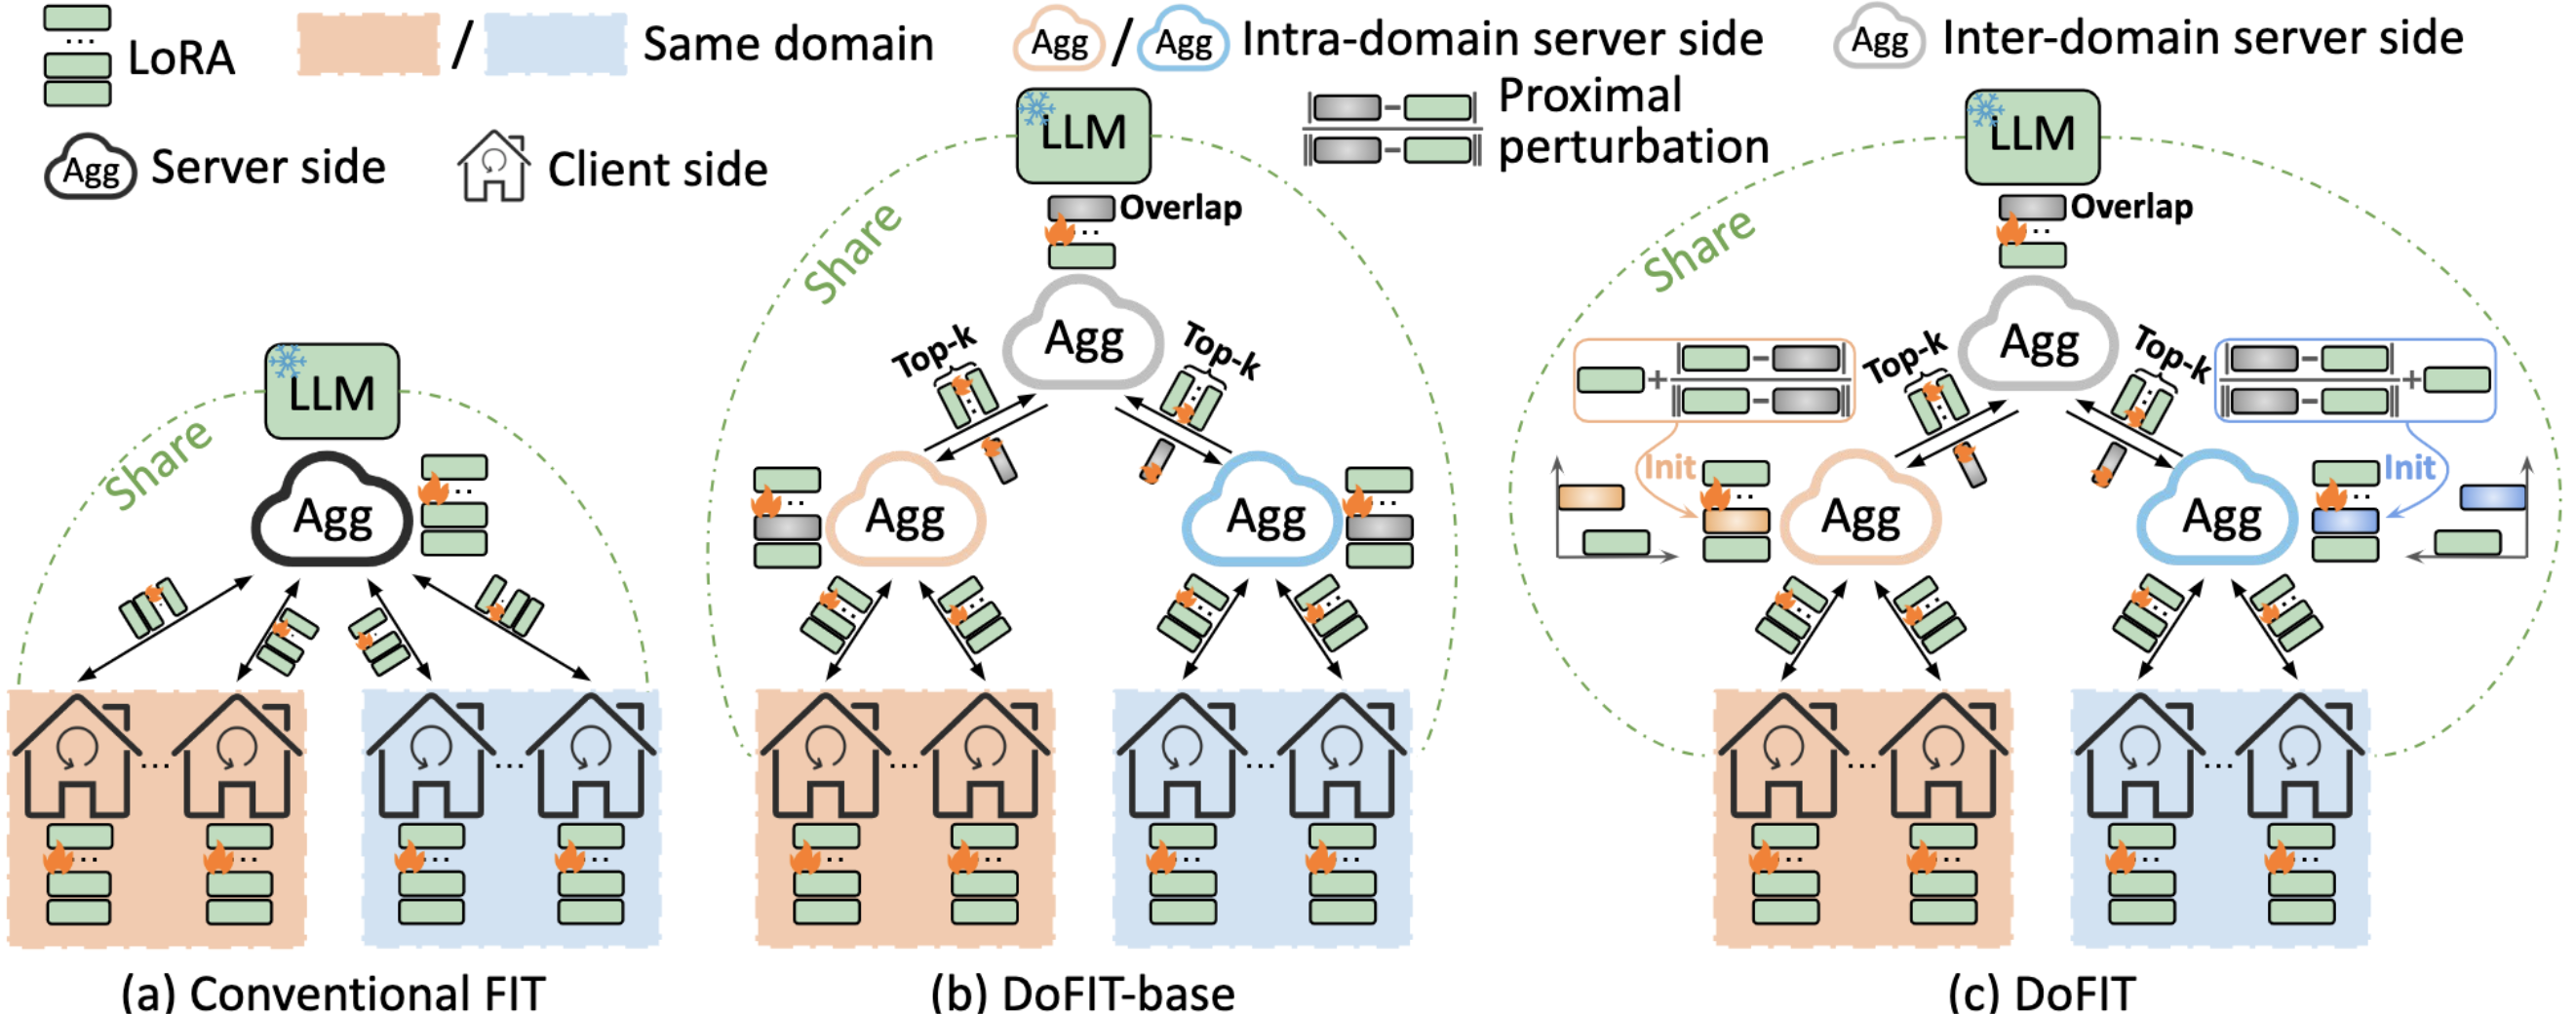 LoRA
/
Same domain
Agg / Agg Intra-domain server side
Agg Inter-domain server side
Agg Server side
Client side
Proximal
perturbation
LLM
Share
Agg
(a) Conventional FIT
LLM
Share
Overlap
Agg
Top-k
Top-k
Agg
Agg
(b) DoFIT-base
LLM
Share
Overlap
Agg
Top-k
Top-k
Init
Init
Agg
Agg
(c) DoFIT